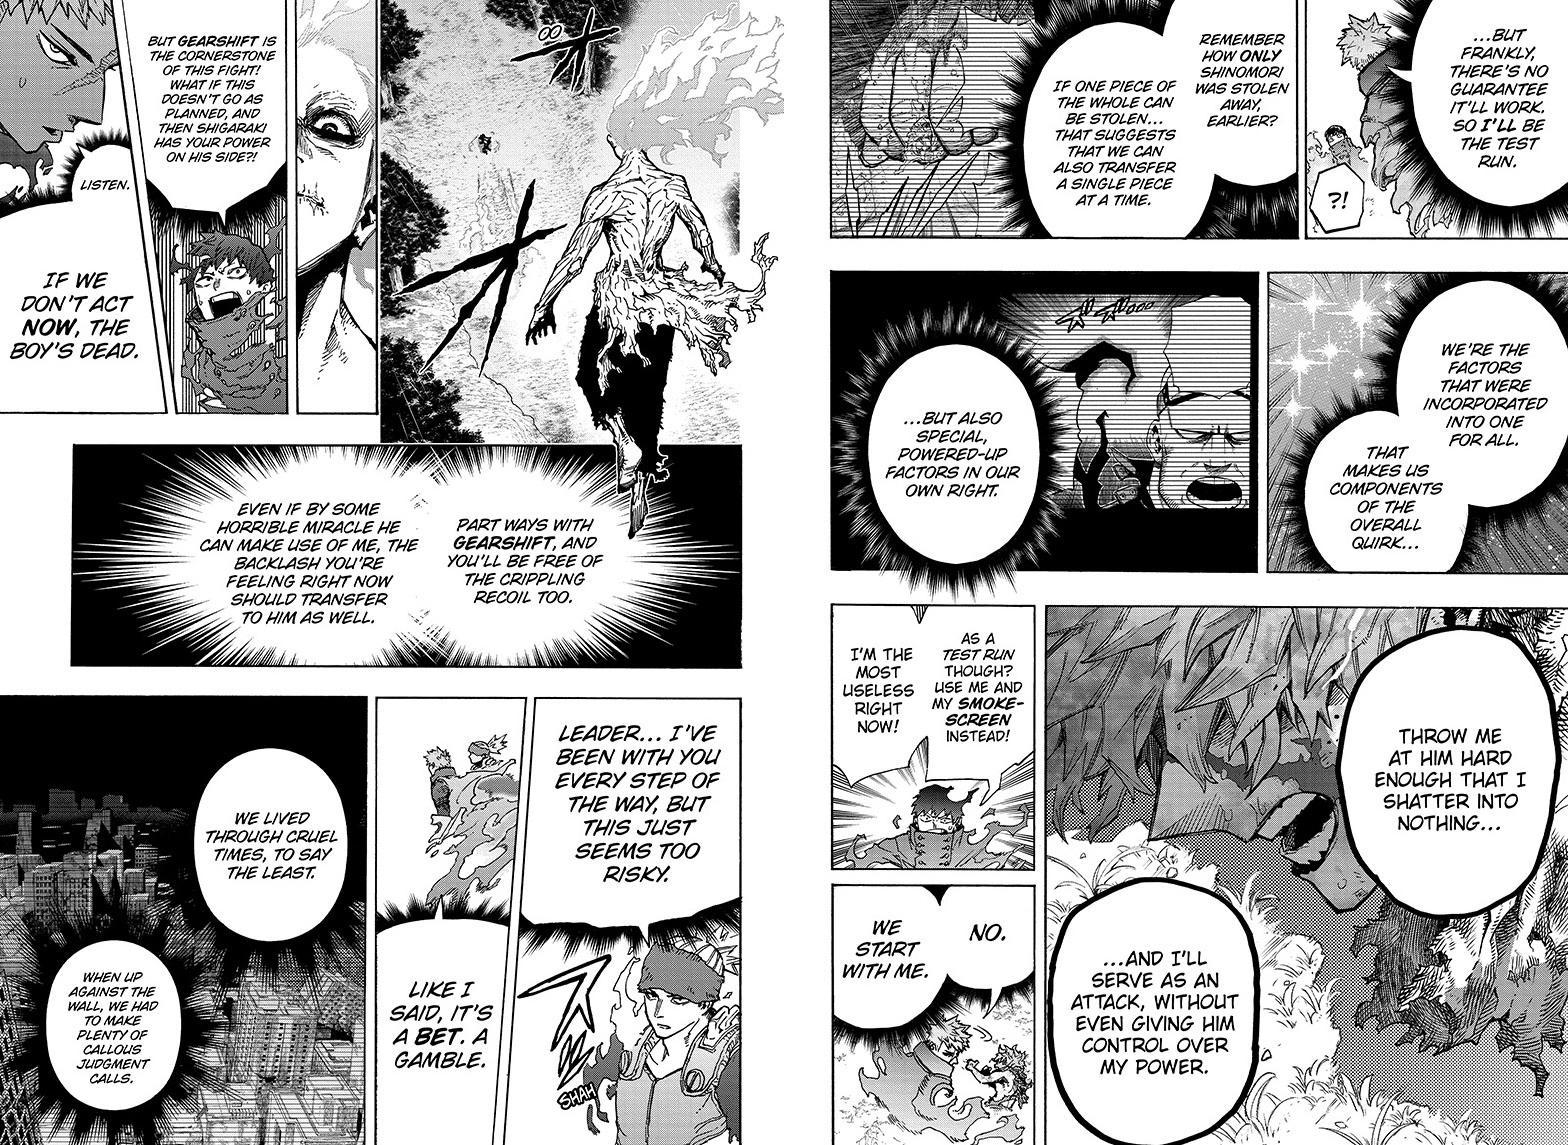 ...BUT
FRANKLY,
THERE'S NO
GUARANTEE
IT'LL WORK.
SO I'LL BE
THE TEST
RUN.
?!
REMEMBER
HOW ONLY
SHINOMORI
WAS STOLEN
AWAY,
EARLIER?
IF ONE PIECE OF
THE WHOLE CAN
BE STOLEN...
THAT SUGGESTS
THAT WE CAN
ALSO TRANSFER
A SINGLE PIECE
AT A TIME.
WE'RE THE
FACTORS
THAT WERE
INCORPORATED
INTO ONE
FOR ALL.
THAT
MAKES US
COMPONENTS
OF THE
OVERALL
QUIRK...
...BUT ALSO
SPECIAL,
POWERED-UP
FACTORS IN OUR
OWN RIGHT.
THROW ME
AT HIM HARD
ENOUGH THAT I
SHATTER INTO
NOTHING...
...AND I'LL
SERVE AS AN
ATTACK, WITHOUT
EVEN GIVING HIM
CONTROL OVER
MY POWER.
AS A
TEST RUN
THOUGH?
USE ME AND
MY SMOKE-
SCREEN
INSTEAD!
I'M THE
MOST
USELESS
RIGHT
NOW!
NO.
WE
START
WITH ME.
BUT GEARSHIFT IS
THE CORNERSTONE
OF THIS FIGHT!
WHAT IF THIS
DOESN'T GO AS
PLANNED, AND
THEN SHIGARAKI
HAS YOUR POWER
ON HIS SIDE?!
LISTEN.
IF WE
DON'T ACT
NOW, THE
BOY'S DEAD.
PART WAYS WITH
GEARSHIFT, AND
YOU'LL BE FREE OF
THE CRIPPLING
RECOIL TOO.
EVEN IF BY SOME
HORRIBLE MIRACLE HE
CAN MAKE USE OF ME, THE
BACKLASH YOU'RE
FEELING RIGHT NOW
SHOULD TRANSFER
TO HIM AS WELL.
LEADER... I'VE
BEEN WITH YOU
EVERY STEP OF
THE WAY, BUT
THIS JUST
SEEMS TOO
RISKY.
SHAH
LIKE I
SAID, IT'S
A BET. A
GAMBLE.
WE LIVED
THROUGH CRUEL
TIMES, TO SAY
THE LEAST.
WHEN UP
AGAINST THE
WALL, WE HAD
TO MAKE
PLENTY OF
CALLOUS
JUDGMENT
CALLS.